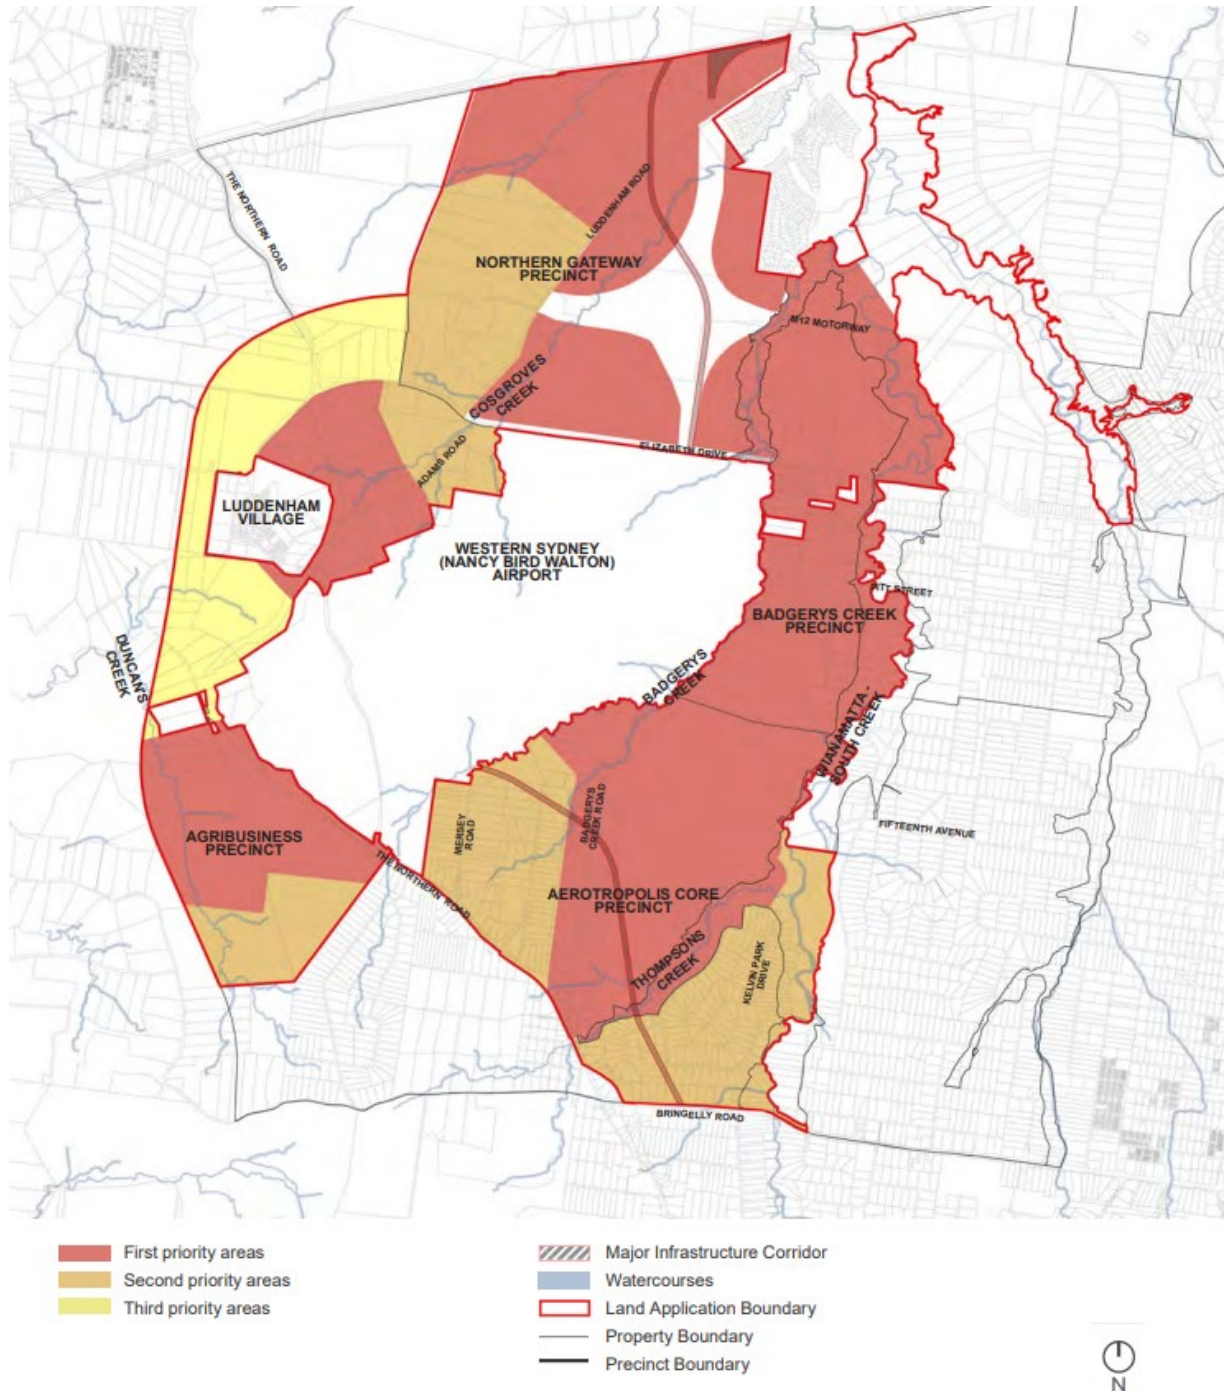 THE NORTHERN ROAD
LUDDENHAM ROAD
NORTHERN GATEWAY
PRECINCT
M12 MOTORWAY
COSGROVES
CREEK
ADAMS ROAD
ELIZABETH DRIVE
LUDDENHAM
VILLAGE
WESTERN SYDNEY
(NANCY BIRD WALTON)
AIRPORT
PITT STREET
BADGERYS CREEK
PRECINCT
DUNCAN'S
CREEK
BADGERYS
CREEK
WIANAMATTA-
SOUTH CREEK
AGRIBUSINESS
PRECINCT
MERSEY
ROAD
BADGERYS
CREEK ROAD
FIFTEENTH AVENUE
THE NORTHERN ROAD
AEROTROPOLIS CORE
PRECINCT
THOMPSONS
CREEK
KELVIN PARK
DRIVE
BRINGELLY ROAD
First priority areas
Second priority areas
Third priority areas
Major Infrastructure Corridor
Watercourses
Land Application Boundary
Property Boundary
Precinct Boundary
N